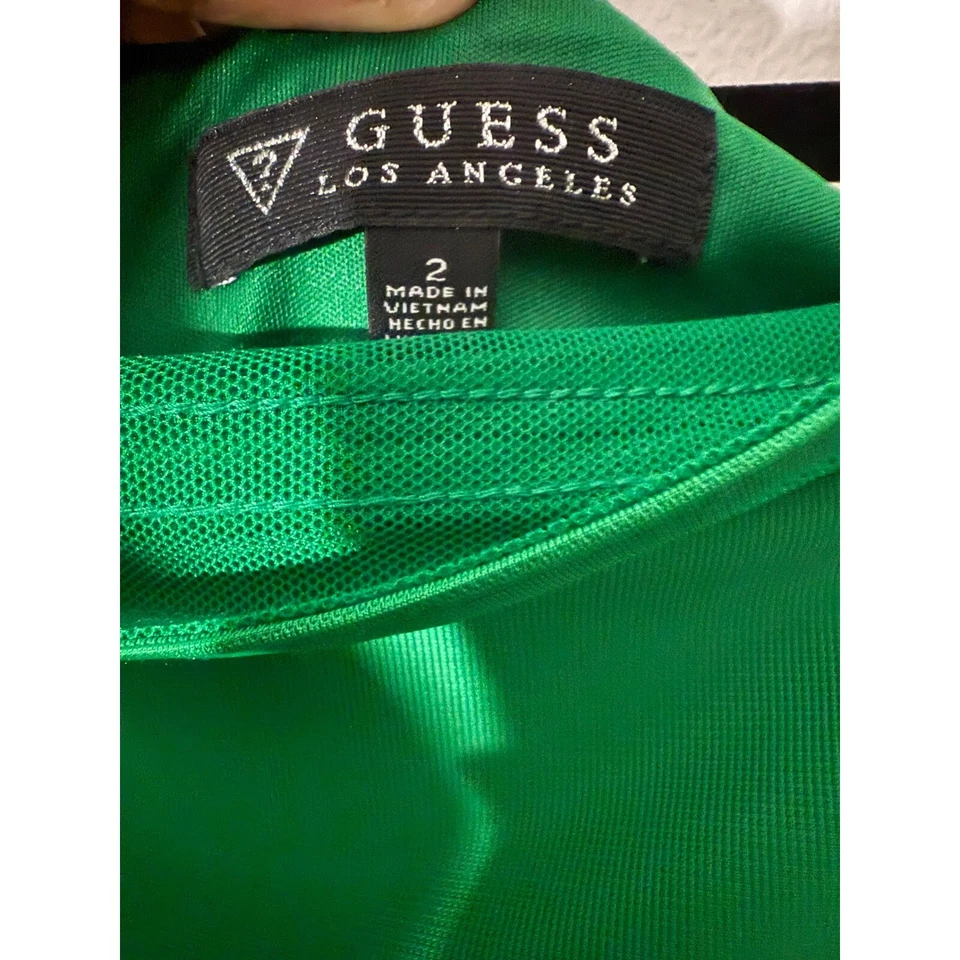 ?
GUESS
LOS ANGELES
2
MADE IN
VIETNAM
HECHO EN